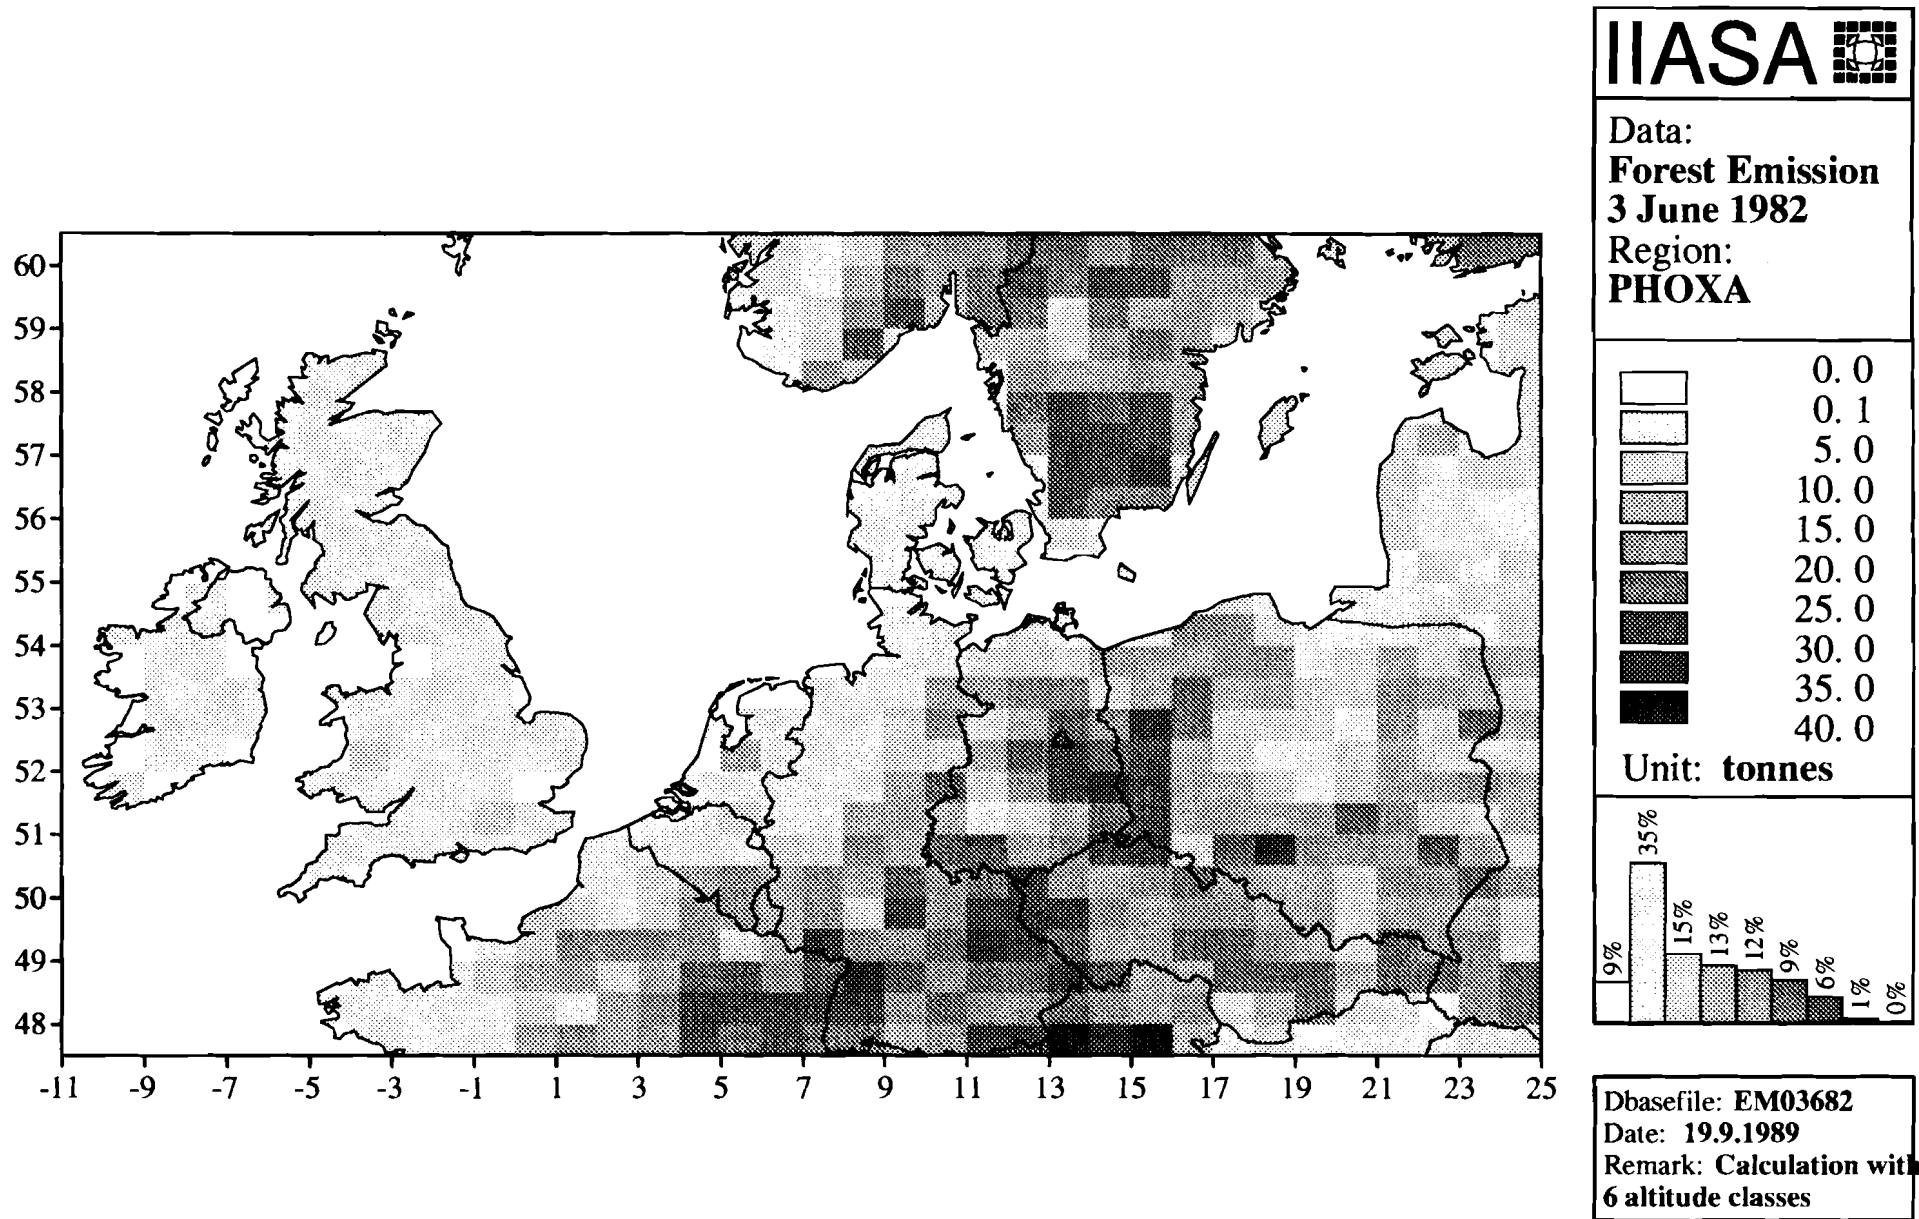 IIASA
Data:
Forest Emission
3 June 1982
Region:
PHOXA
0. 0
0. 1
5. 0
10. 0
15. 0
20. 0
25. 0
30. 0
35. 0
40. 0
Unit: tonnes
9%
35%
15%
13%
12%
9%
6%
1%
0%
60
59
58
57
56
55
54
53
52
51
50
49
48
-11 -9 -7 -5 -3 -1 1 3 5 7 9 11 13 15 17 19 21 23 25
Dbasefile: EM03682
Date: 19.9.1989
Remark: Calculation with
6 altitude classes